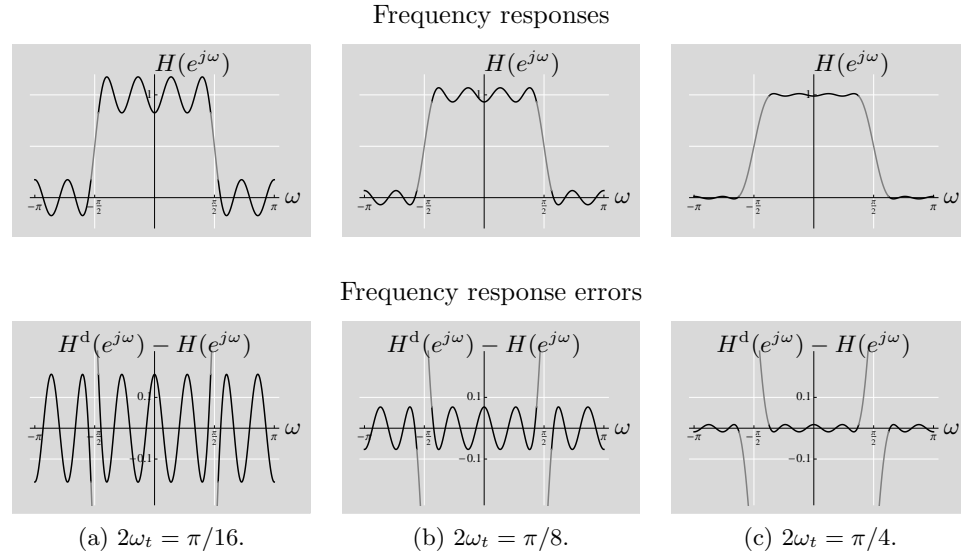 Frequency responses
H(e^{jω})
1
ω
−π
−π/2
π/2
π
H(e^{jω})
1
ω
−π
−π/2
π/2
π
H(e^{jω})
1
ω
−π
−π/2
π/2
π
Frequency response errors
H^d(e^{jω}) − H(e^{jω})
0.1
−0.1
ω
−π
−π/2
π/2
π
H^d(e^{jω}) − H(e^{jω})
0.1
−0.1
ω
−π
−π/2
π/2
π
H^d(e^{jω}) − H(e^{jω})
0.1
−0.1
ω
−π
−π/2
π/2
π
(a) 2ω_t = π/16.
(b) 2ω_t = π/8.
(c) 2ω_t = π/4.